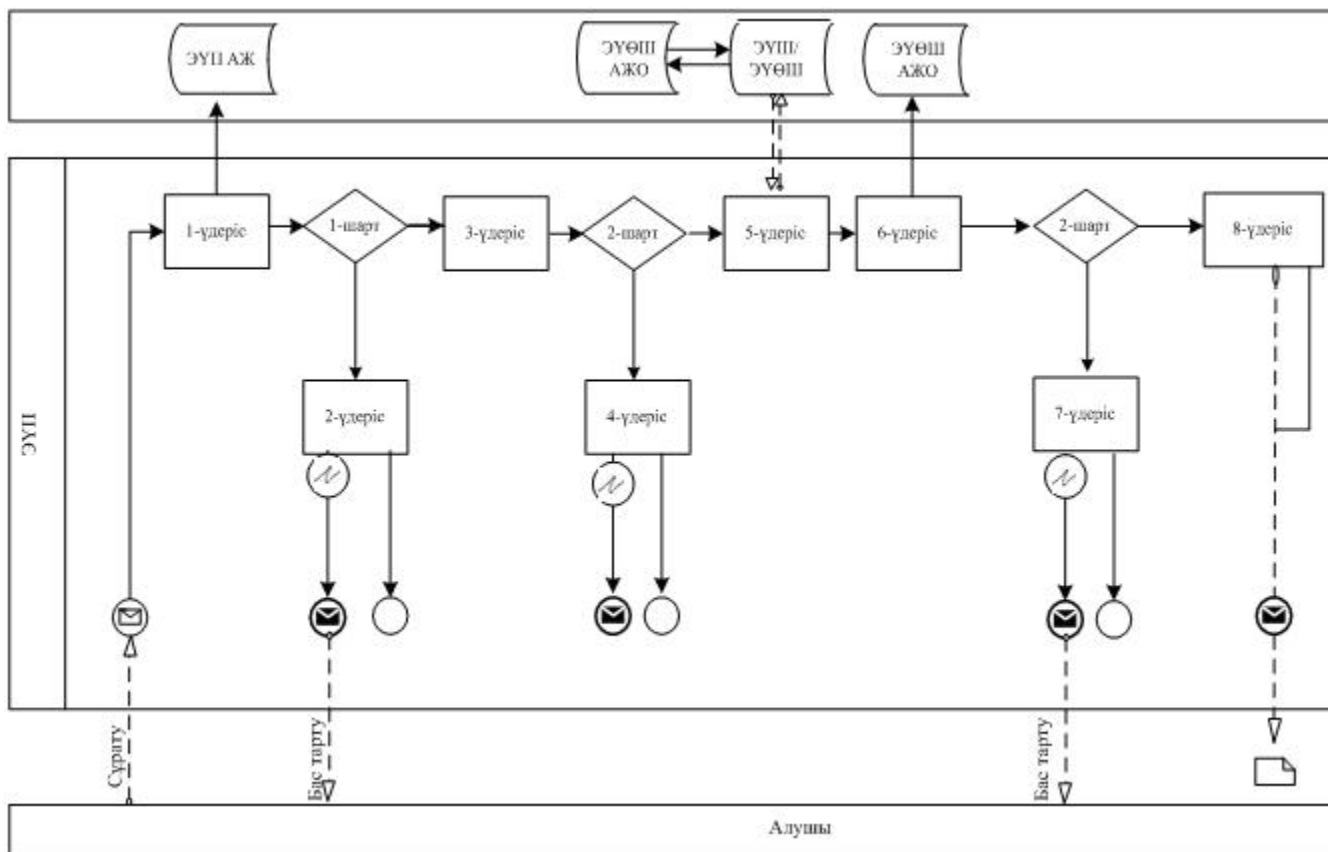 ЭҮП АЖ
ЭҮӨШ
АЖО
ЭҮШ/
ЭҮӨШ
ЭҮӨШ
АЖО
ЭҮП
1-үдеріс
1-шарт
3-үдеріс
2-шарт
5-үдеріс
6-үдеріс
2-шарт
8-үдеріс
2-үдеріс
4-үдеріс
7-үдеріс
Сұрату
Бас тарту
Бас тарту
Алушы